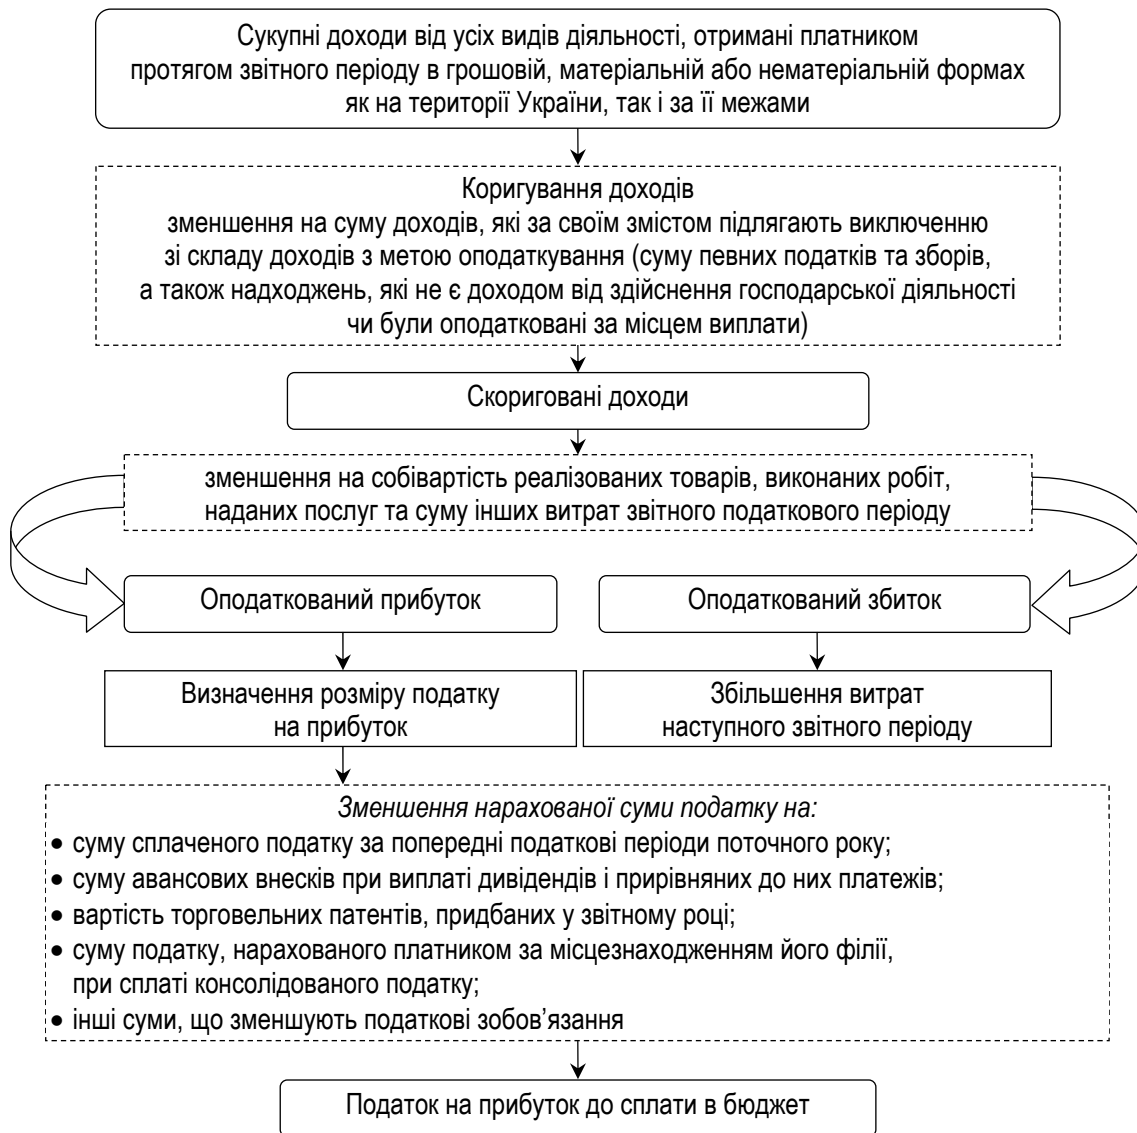 Сукупні доходи від усіх видів діяльності, отримані платником
протягом звітного періоду в грошовій, матеріальній або нематеріальній формах
як на території України, так і за її межами
Коригування доходів
зменшення на суму доходів, які за своїм змістом підлягають виключенню
зі складу доходів з метою оподаткування (суму певних податків та зборів,
а також надходжень, які не є доходом від здійснення господарської діяльності
чи були оподатковані за місцем виплати)
Скориговані доходи
зменшення на собівартість реалізованих товарів, виконаних робіт,
наданих послуг та суму інших витрат звітного податкового періоду
Оподаткований прибуток
Оподаткований збиток
Визначення розміру податку
на прибуток
Збільшення витрат
наступного звітного періоду
Зменшення нарахованої суми податку на:
• суму сплаченого податку за попередні податкові періоди поточного року;
• суму авансових внесків при виплаті дивідендів і прирівняних до них платежів;
• вартість торговельних патентів, придбаних у звітному році;
• суму податку, нарахованого платником за місцезнаходженням його філії,
при сплаті консолідованого податку;
• інші суми, що зменшують податкові зобов’язання
Податок на прибуток до сплати в бюджет